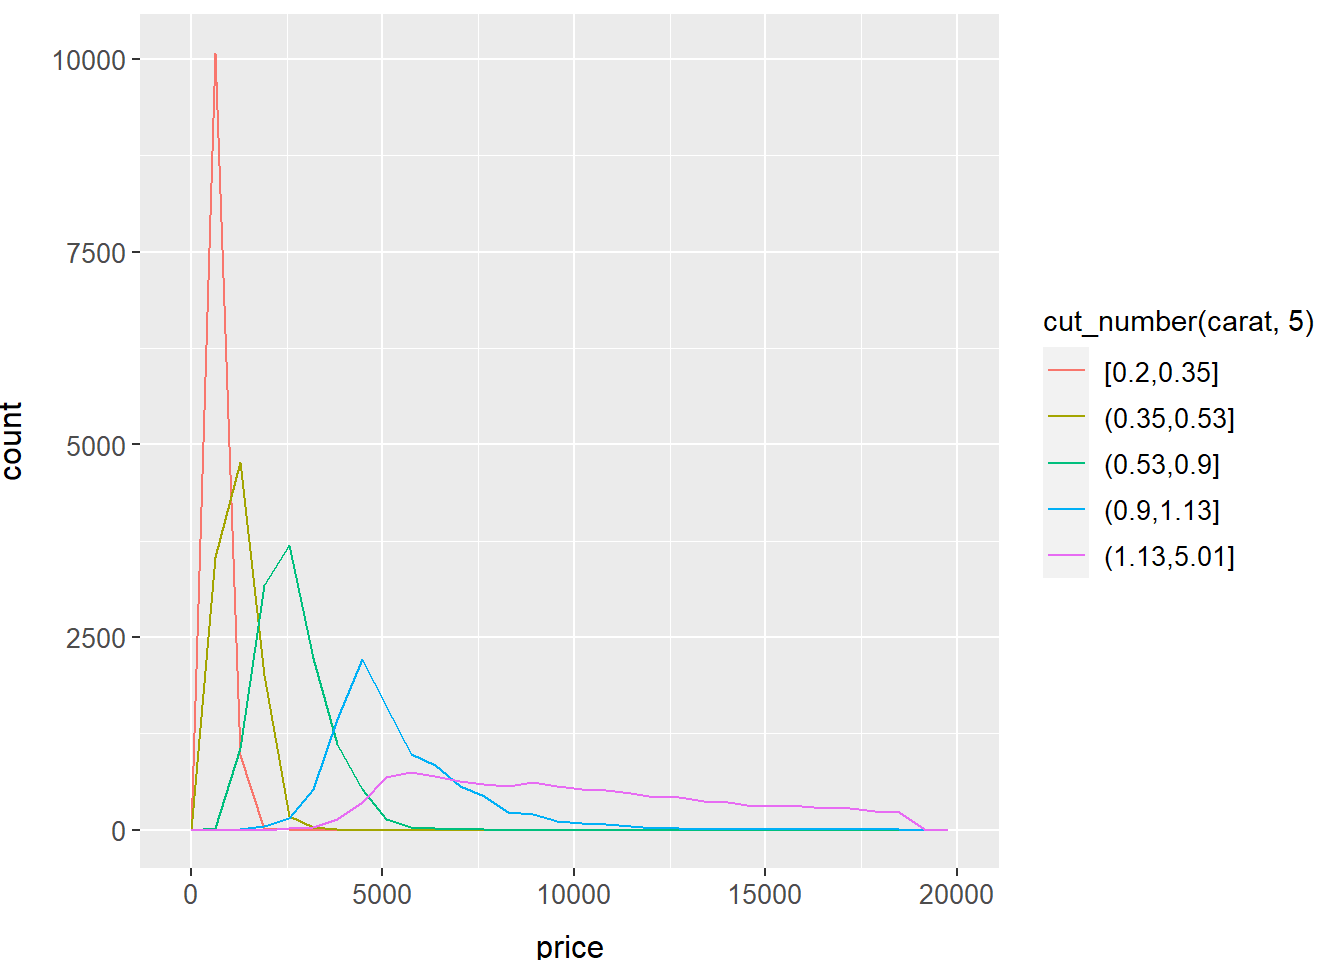 10000
7500
5000
2500
0
count
0 5000 10000 15000 20000
price
cut_number(carat, 5)
[0.2,0.35]
(0.35,0.53]
(0.53,0.9]
(0.9,1.13]
(1.13,5.01]